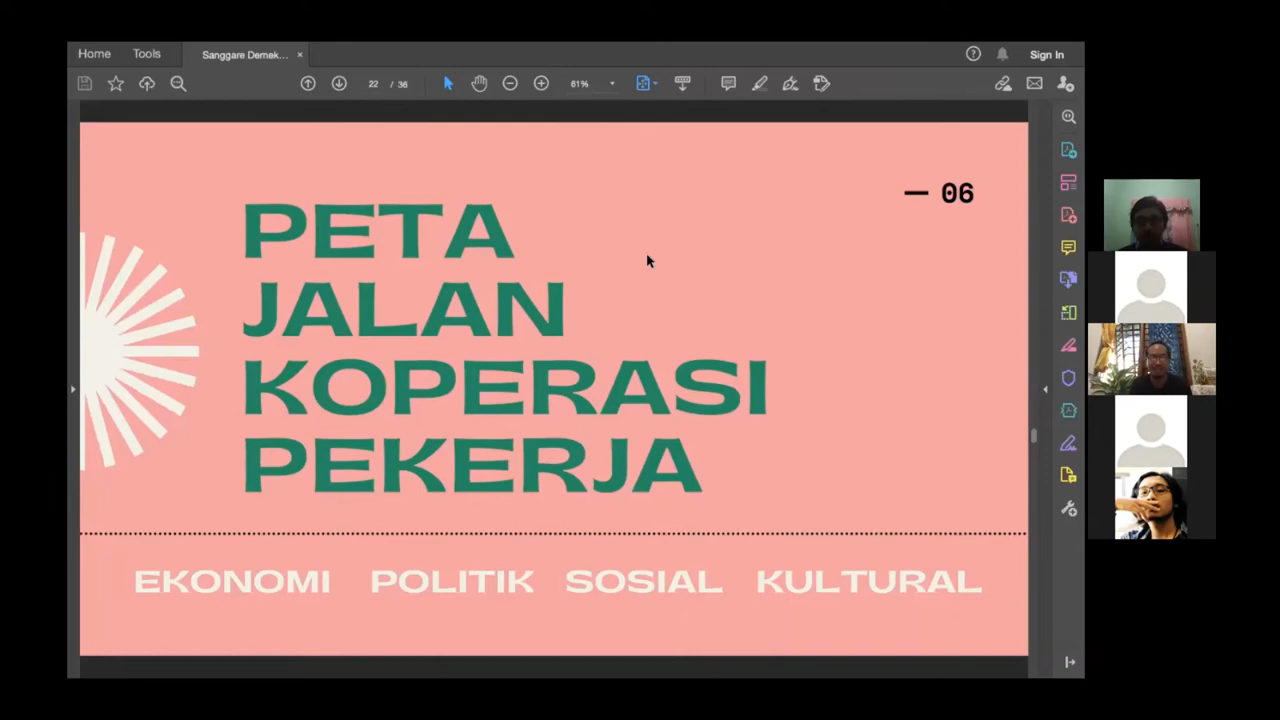 Home Tools Sanggare Demek... × Sign In
22 / 36 61%
— 06
PETA
JALAN
KOPERASI
PEKERJA
EKONOMI POLITIK SOSIAL KULTURAL